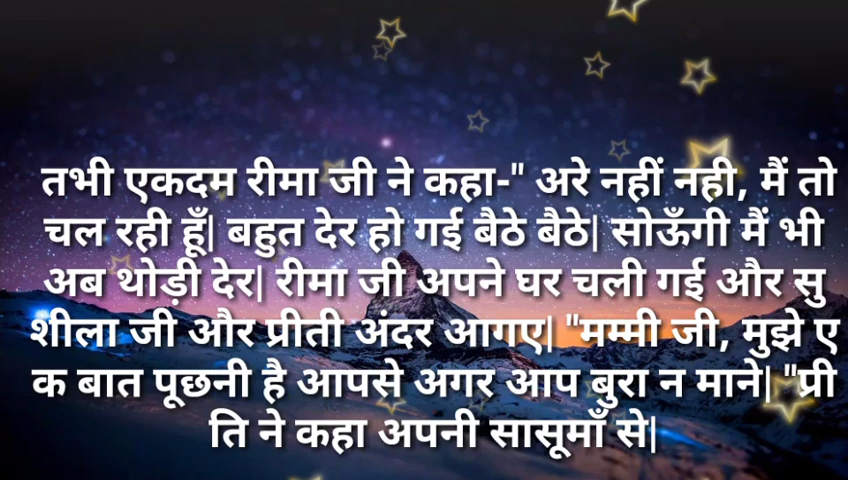 तभी एकदम रीमा जी ने कहा-" अरे नहीं नही, मैं तो
चल रही हूँ| बहुत देर हो गई बैठे बैठे| सोऊँगी मैं भी
अब थोड़ी देर| रीमा जी अपने घर चली गई और सु
शीला जी और प्रीती अंदर आगए| "मम्मी जी, मुझे ए
क बात पूछनी है आपसे अगर आप बुरा न माने| "प्री
ति ने कहा अपनी सासूमाँ से|